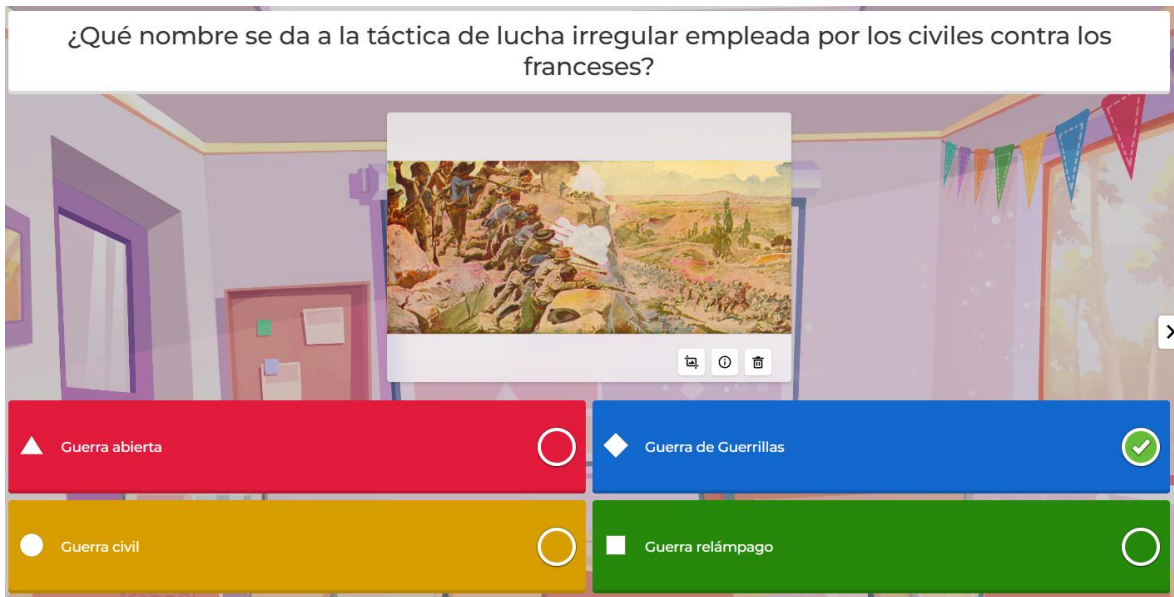 ¿Qué nombre se da a la táctica de lucha irregular empleada por los civiles contra los
franceses?
Guerra abierta
Guerra de Guerrillas
Guerra civil
Guerra relámpago